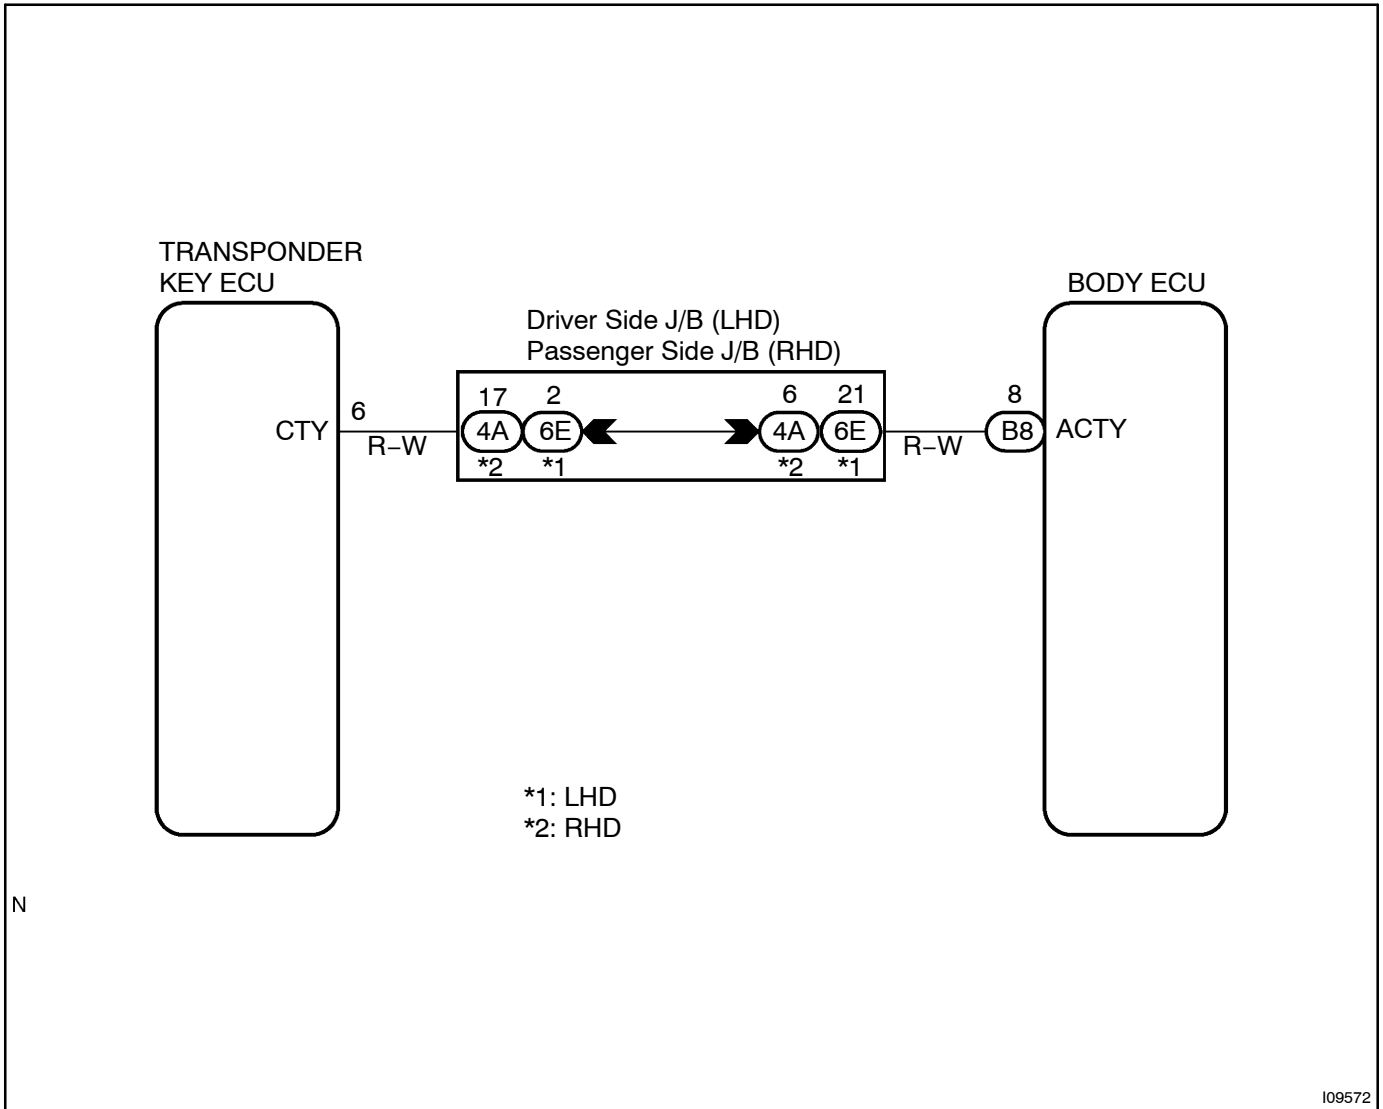 TRANSPONDER
KEY ECU
BODY ECU
Driver Side J/B (LHD)
Passenger Side J/B (RHD)
17 2 6 21 8
6
CTY 4A 6E 4A 6E B8 ACTY
R-W R-W
*2 *1 *2 *1
*1: LHD
*2: RHD
N
I09572